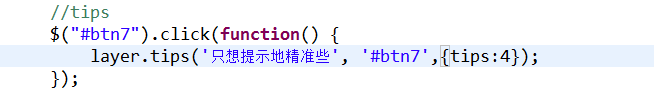 //tips
$("#btn7").click(function() {
layer.tips('只想提示地精准些', '#btn7',{tips:4});
});